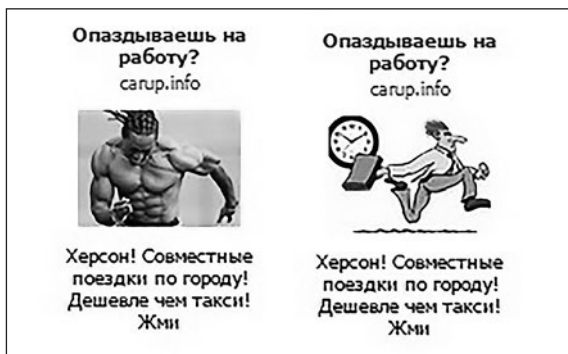 Опаздываешь на
работу?
carup.info
Херсон! Совместные
поездки по городу!
Дешевле чем такси!
Жми
Опаздываешь на
работу?
carup.info
Херсон! Совместные
поездки по городу!
Дешевле чем такси!
Жми